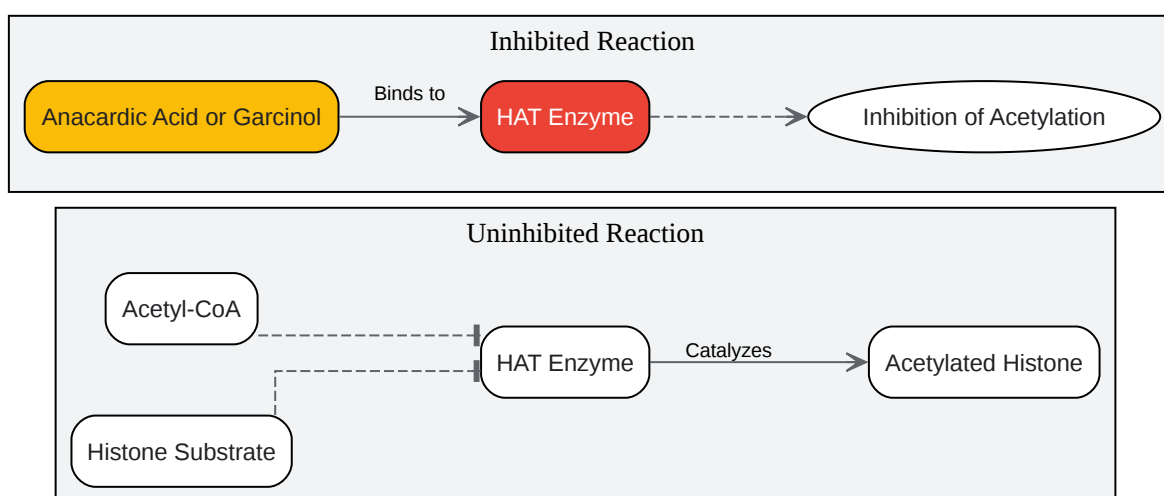 Inhibited Reaction
Anacardic Acid or Garcinol
Binds to
HAT Enzyme
Inhibition of Acetylation
Uninhibited Reaction
Acetyl-CoA
HAT Enzyme
Catalyzes
Acetylated Histone
Histone Substrate